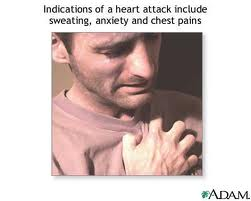 Indications of a heart attack include
sweating, anxiety and chest pains
ADAM